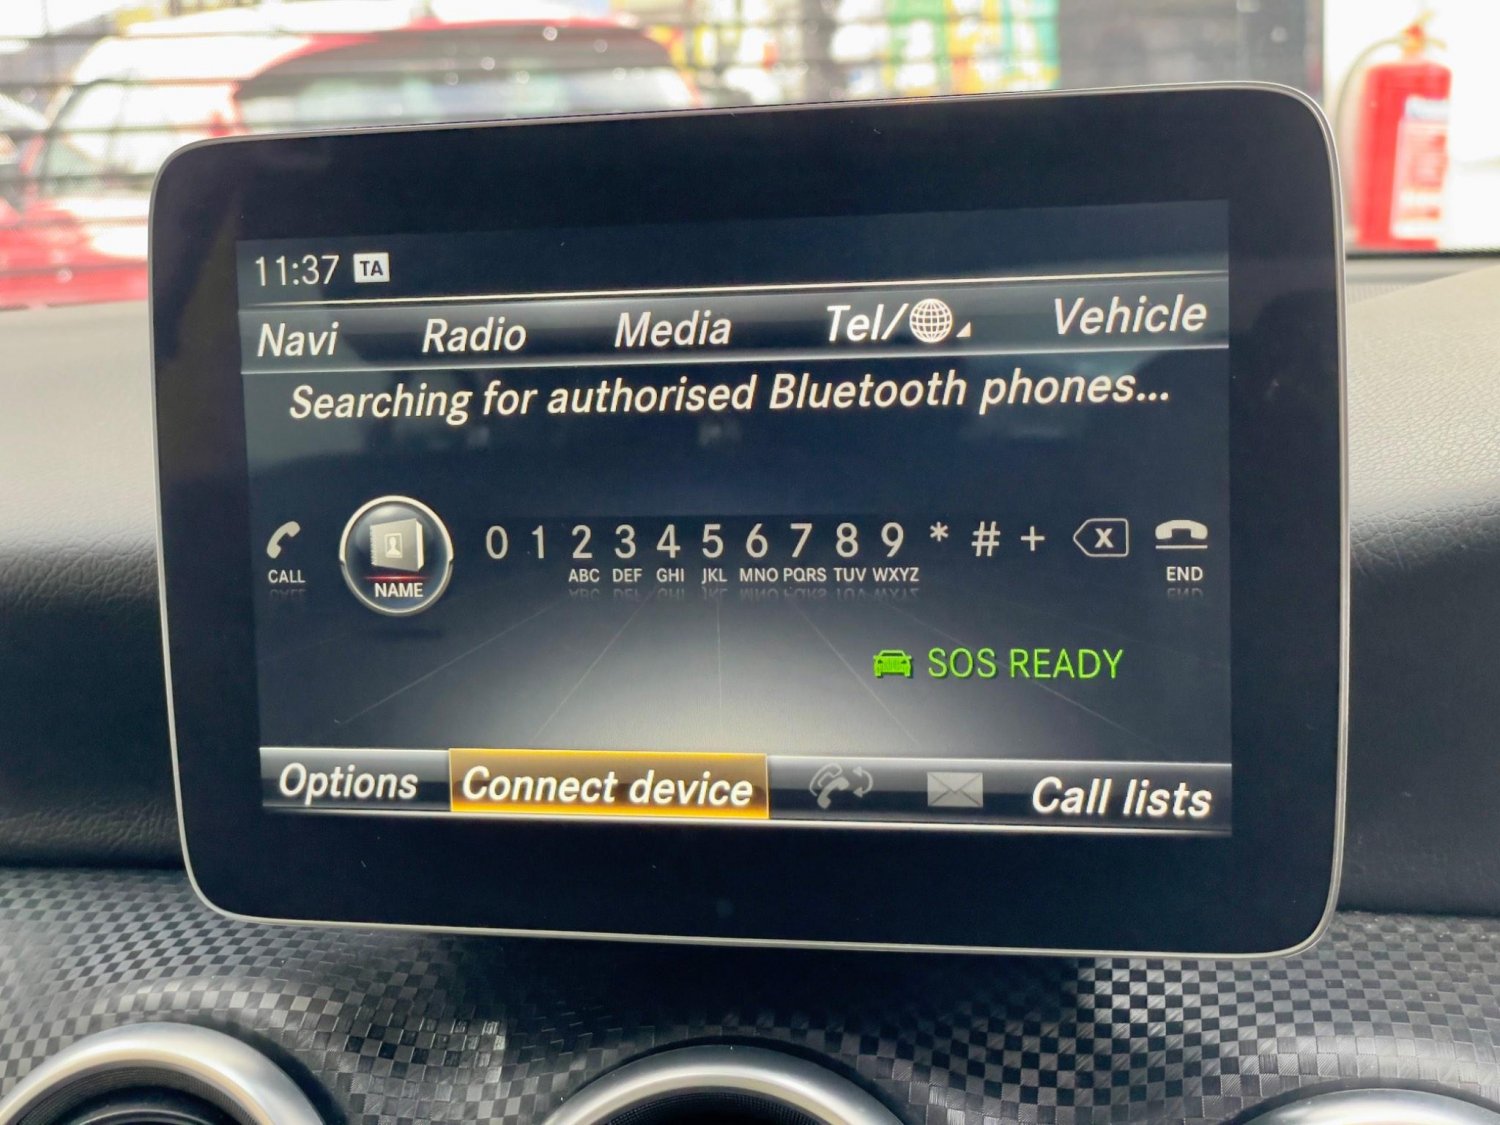 11:37 TA
Navi Radio Media Tel/ Vehicle
Searching for authorised Bluetooth phones...
CALL NAME 0 1 2 ABC 3 DEF 4 GHI 5 JKL 6 MNO 7 PQRS 8 TUV 9 WXYZ * # + X END
SOS READY
Options Connect device Call lists